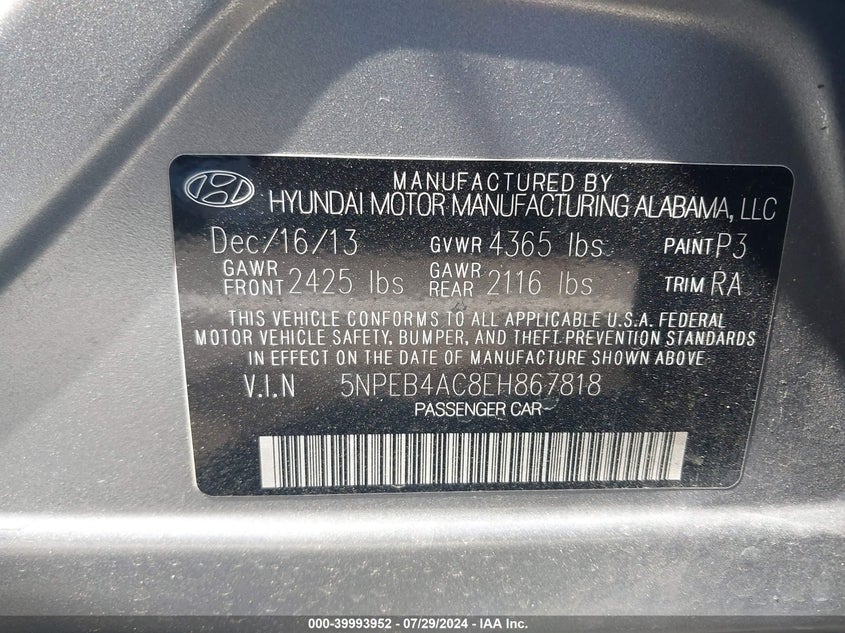 MANUFACTURED BY
HYUNDAI MOTOR MANUFACTURING ALABAMA, LLC
Dec/16/13 GVWR 4365 lbs PAINT P3
GAWR FRONT 2425 lbs GAWR REAR 2116 lbs TRIM RA
THIS VEHICLE CONFORMS TO ALL APPLICABLE U.S.A. FEDERAL
MOTOR VEHICLE SAFETY, BUMPER, AND THEFT PREVENTION STANDARDS
IN EFFECT ON THE DATE OF MANUFACTURE SHOWN ABOVE
V.I.N 5NPEB4AC8EH867818
PASSENGER CAR
000-39993952 - 07/29/2024 - IAA Inc.